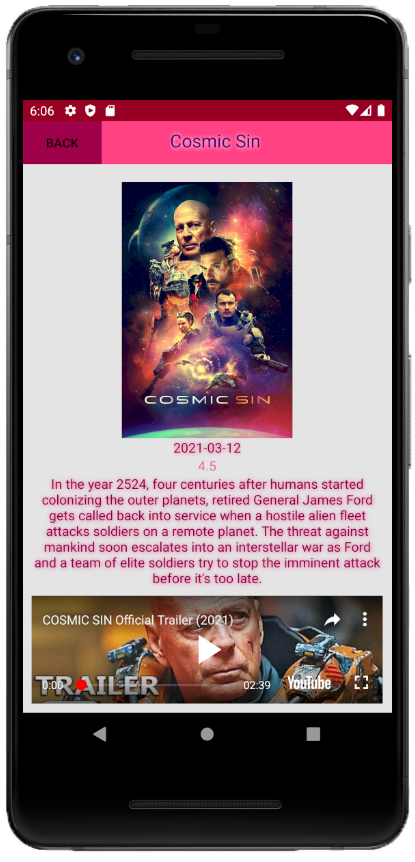 6:06
BACK
Cosmic Sin
COSMIC SIN
2021-03-12
4.5
In the year 2524, four centuries after humans started
colonizing the outer planets, retired General James Ford
gets called back into service when a hostile alien fleet
attacks soldiers on a remote planet. The threat against
mankind soon escalates into an interstellar war as Ford
and a team of elite soldiers try to stop the imminent attack
before it's too late.
COSMIC SIN Official Trailer (2021)
TRAILER
0:00
02:39
YouTube